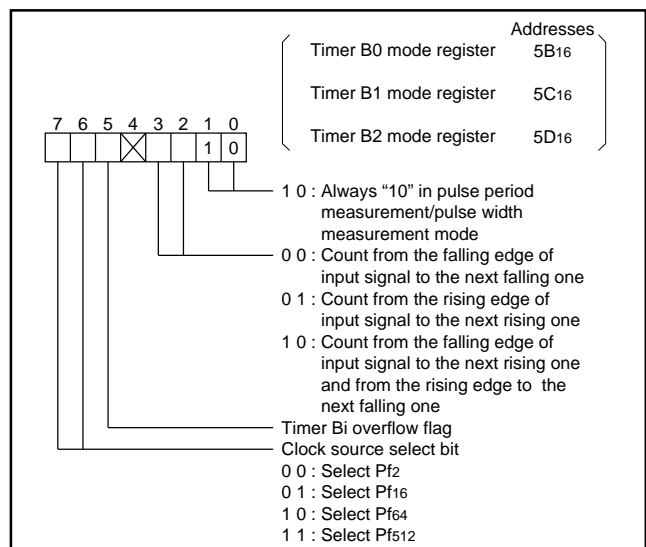 Addresses
Timer B0 mode register 5B16
Timer B1 mode register 5C16
Timer B2 mode register 5D16
7 6 5 4 3 2 1 0
1 0
1 0 : Always “10” in pulse period
measurement/pulse width
measurement mode
0 0 : Count from the falling edge of
input signal to the next falling one
0 1 : Count from the rising edge of
input signal to the next rising one
1 0 : Count from the falling edge of
input signal to the next rising one
and from the rising edge to the
next falling one
Timer Bi overflow flag
Clock source select bit
0 0 : Select Pf2
0 1 : Select Pf16
1 0 : Select Pf64
1 1 : Select Pf512